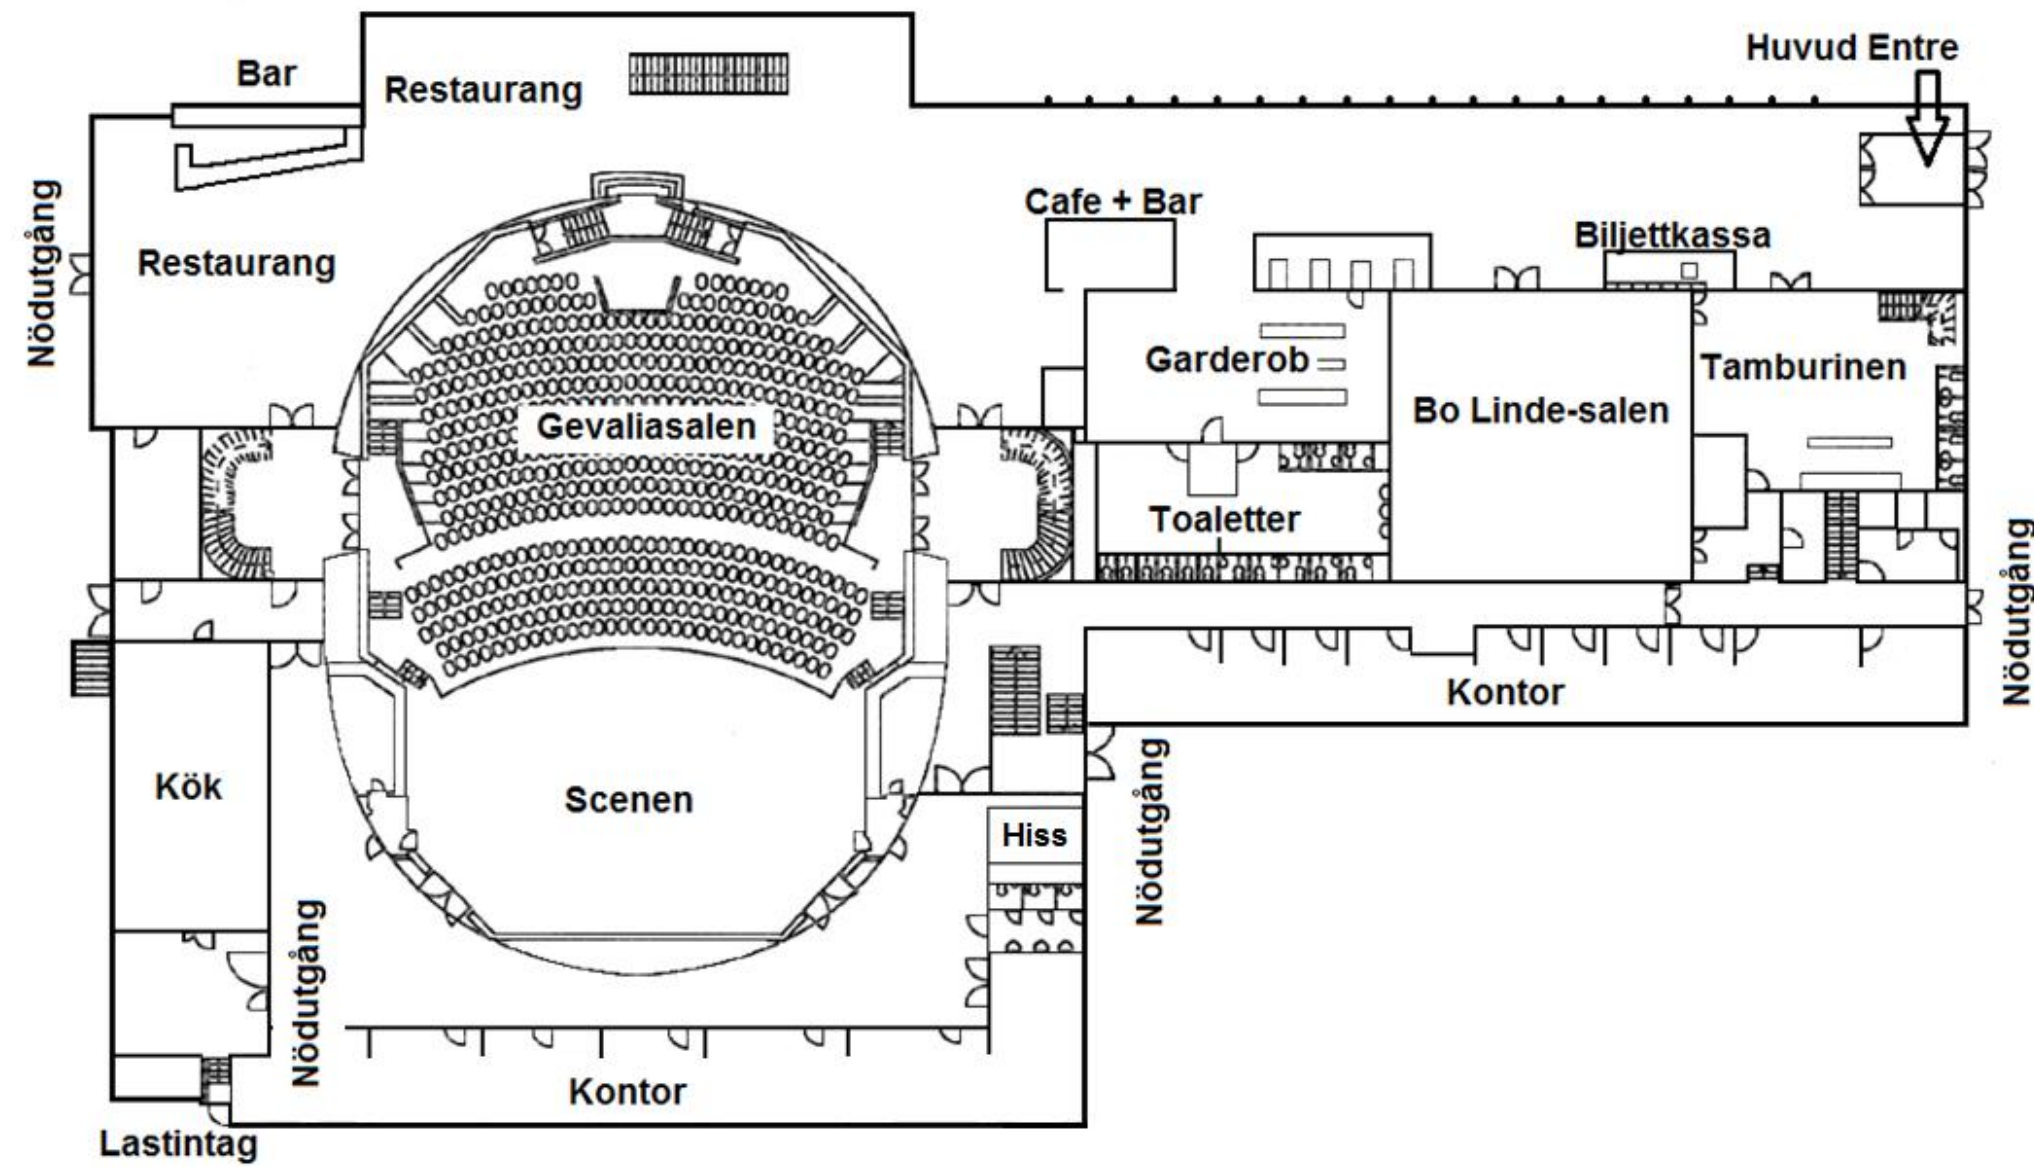 Huvud Entre
Bar
Restaurang
Cafe + Bar
Biljettkassa
Nödutgång
Restaurang
Garderob
Tamburinen
Bo Linde-salen
Gevaliasalen
Toaletter
Nödutgång
Kontor
Kök
Scenen
Hiss
Nödutgång
Nödutgång
Kontor
Lastintag